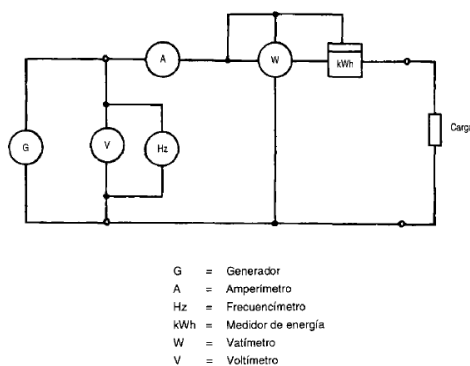 A
W
kWh
G
V
Hz
Carga
G = Generador
A = Amperímetro
Hz = Frecuencímetro
kWh = Medidor de energía
W = Vatímetro
V = Voltímetro